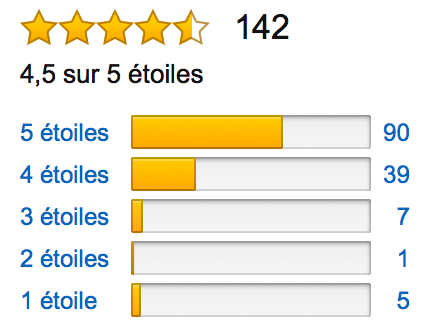 142
4,5 sur 5 étoiles
5 étoiles 90
4 étoiles 39
3 étoiles 7
2 étoiles 1
1 étoile 5